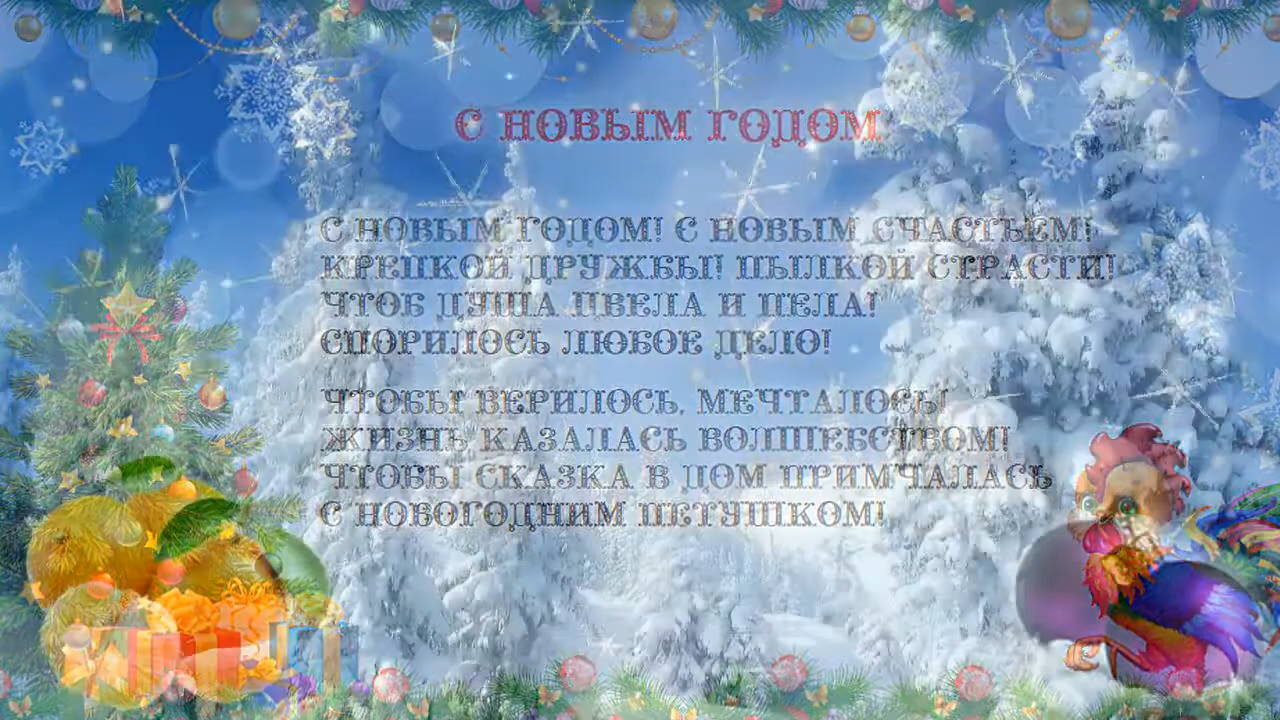 С НОВЫМ ГОДОМ
С НОВЫМ ГОДОМ! С НОВЫМ СЧАСТЬЕМ!
КРЕПКОЙ ДРУЖБЫ! ПЫЛКОЙ СТРАСТИ!
ЧТОБ ДУША ЦВЕЛА И ПЕЛА!
СПОРИЛОСЬ ЛЮБОЕ ДЕЛО!
ЧТОБЫ ВЕРИЛОСЬ, МЕЧТАЛОСЬ!
ЖИЗНЬ КАЗАЛАСЬ ВОЛШЕБСТВОМ!
ЧТОБЫ СКАЗКА В ДОМ ПРИМЧАЛАСЬ
С НОВОГОДНИМ ПЕТУШКОМ!